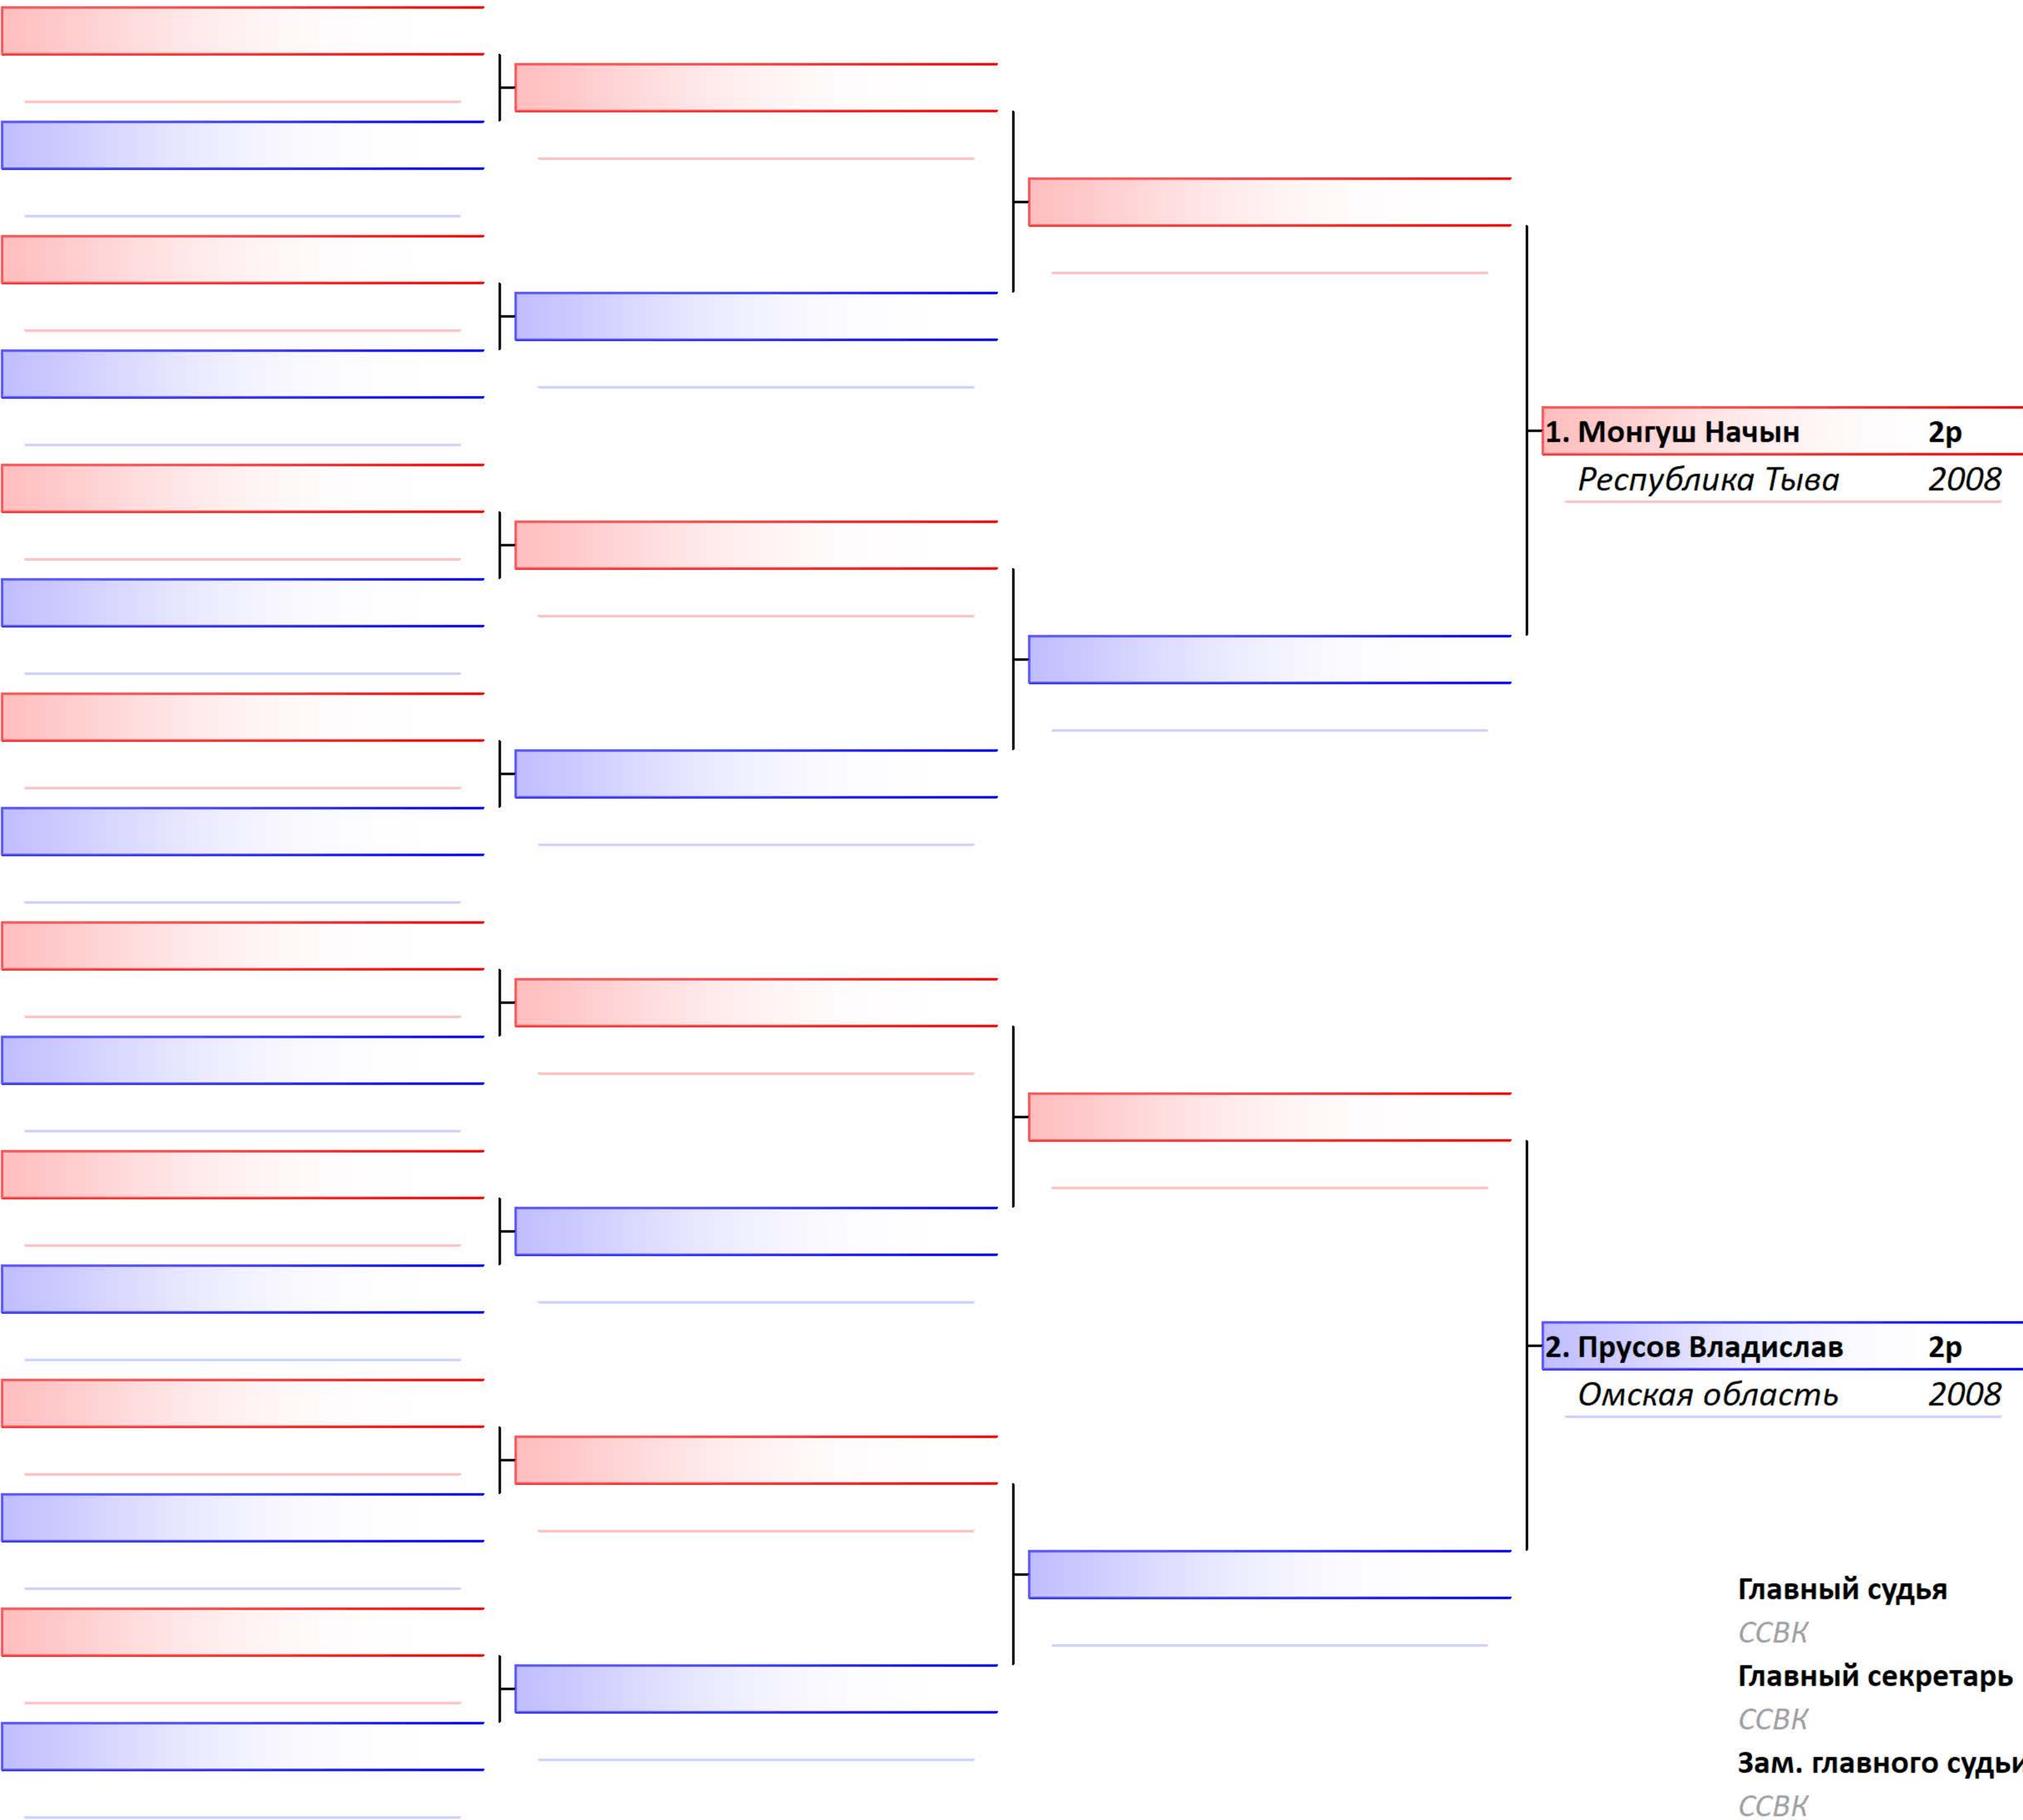 1. Монгуш Начын 2р
Республика Тыва 2008
2. Прусов Владислав 2р
Омская область 2008
Главный судья
ССВК
Главный секретарь
ССВК
Зам. главного судьи
ССВК